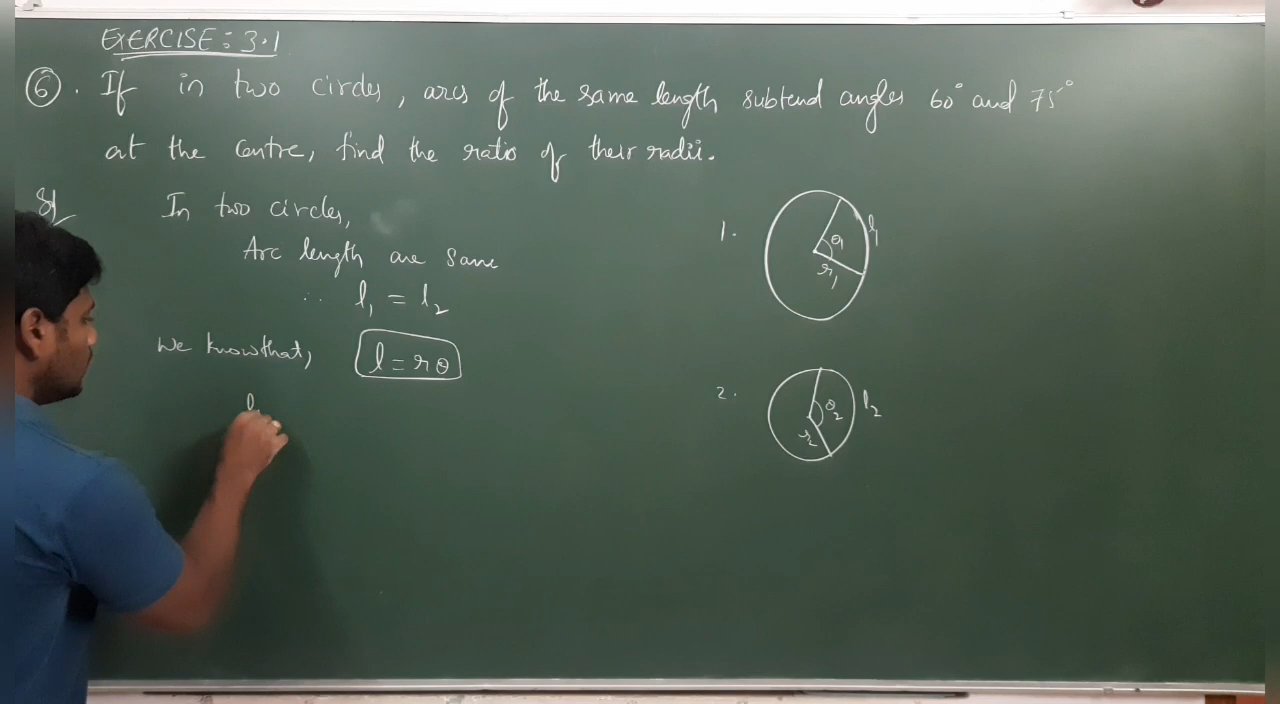 EXERCISE: 3.1
6. If in two circles, arcs of the same length subtend angles 60° and 75°
at the centre, find the ratio of their radii.
Sol
In two circles,
Arc length are same
∴ l₁ = l₂
We know that, l = rθ
l
1.
θ₁
l₁
r₁
2.
θ₂
l₂
r₂